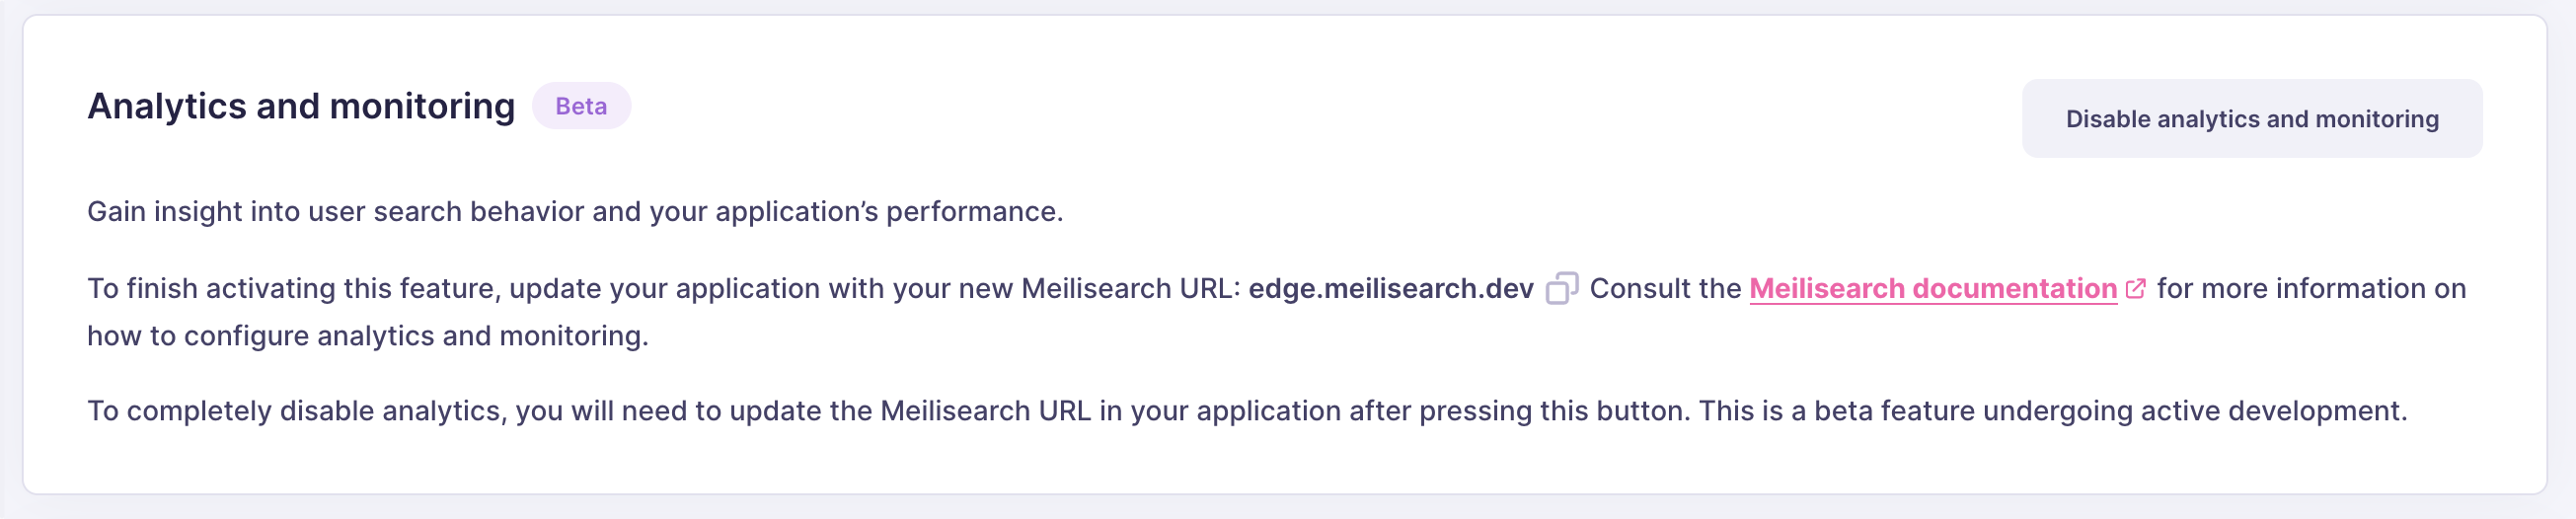 Analytics and monitoring Beta
Disable analytics and monitoring
Gain insight into user search behavior and your application’s performance.
To finish activating this feature, update your application with your new Meilisearch URL: edge.meilisearch.dev Consult the Meilisearch documentation for more information on
how to configure analytics and monitoring.
To completely disable analytics, you will need to update the Meilisearch URL in your application after pressing this button. This is a beta feature undergoing active development.